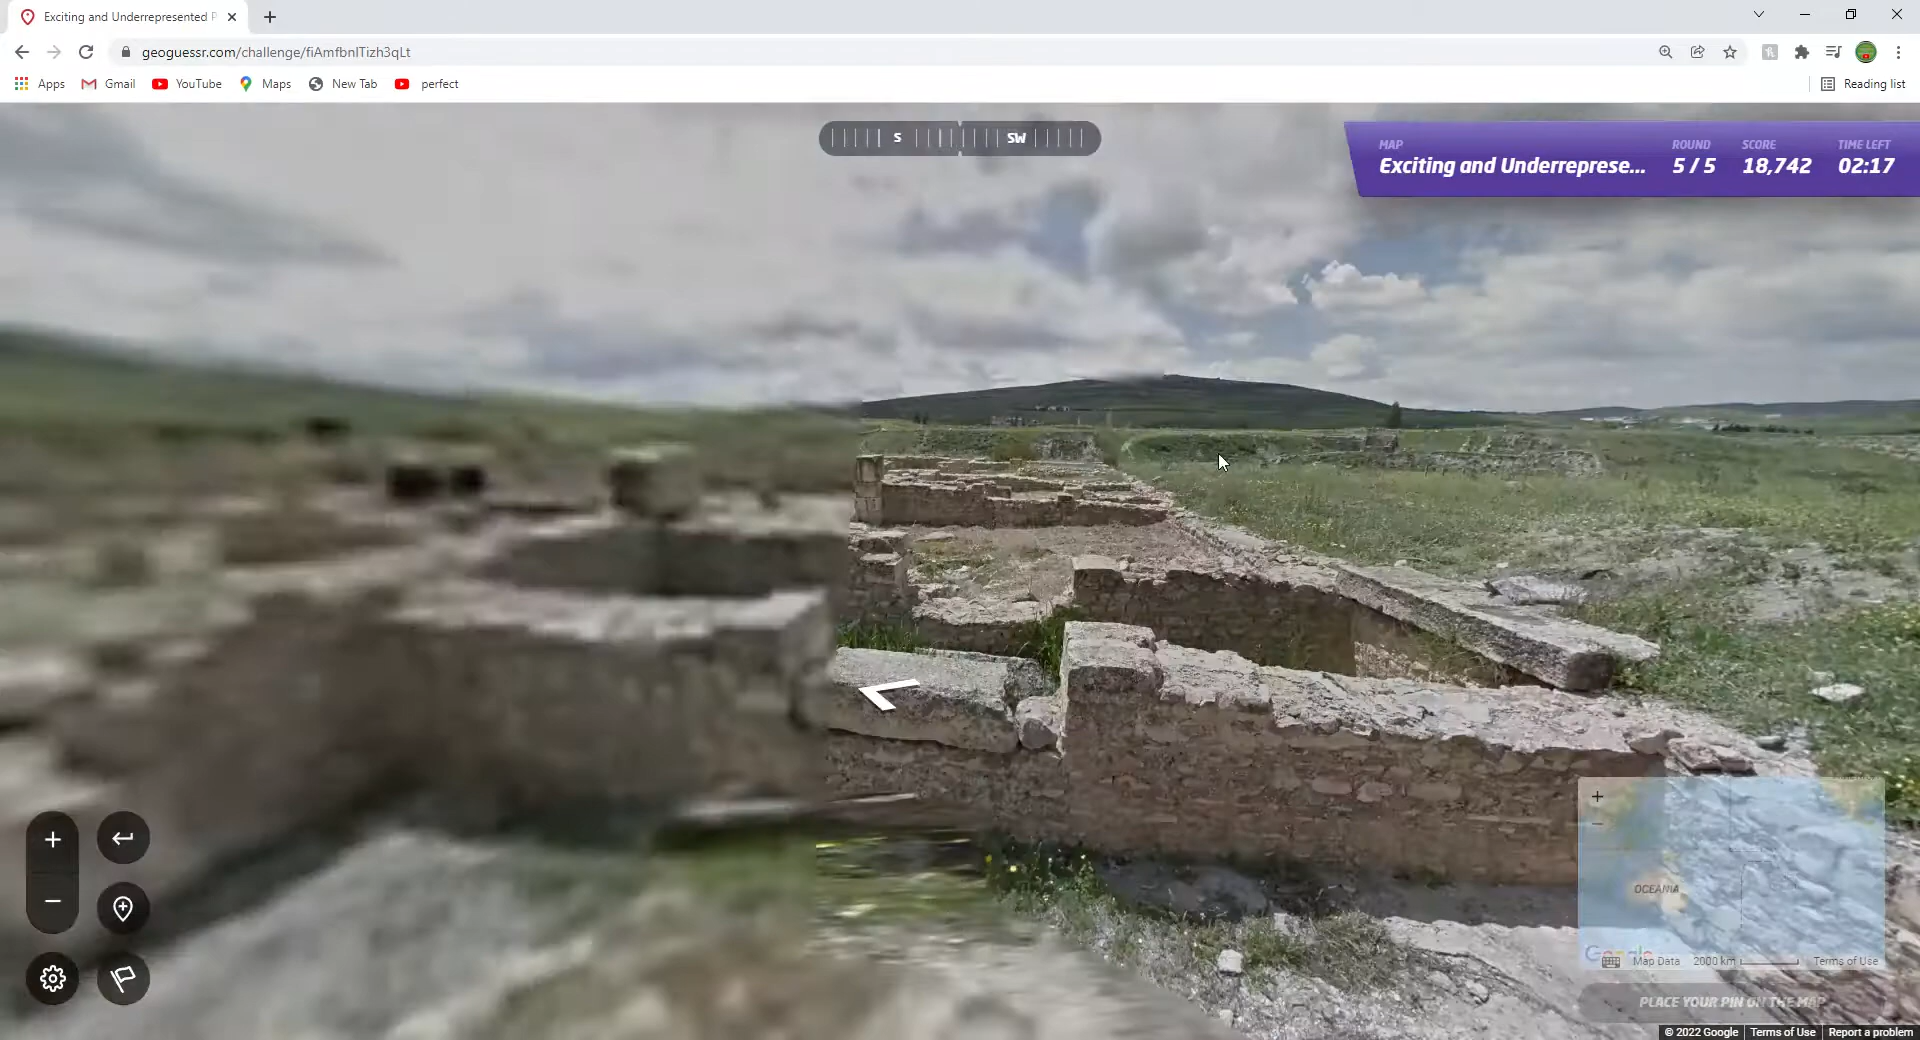 Exciting and Underrepresented P
geoguessr.com/challenge/fiAmfbnlTizh3qLt
Apps Gmail YouTube Maps New Tab perfect Reading list
S SW
MAP ROUND SCORE TIME LEFT
Exciting and Underreprese... 5 / 5 18,742 02:17
OCEANIA
Google
Map Data 2000 km Terms of Use
PLACE YOUR PIN ON THE MAP
© 2022 Google Terms of Use Report a problem